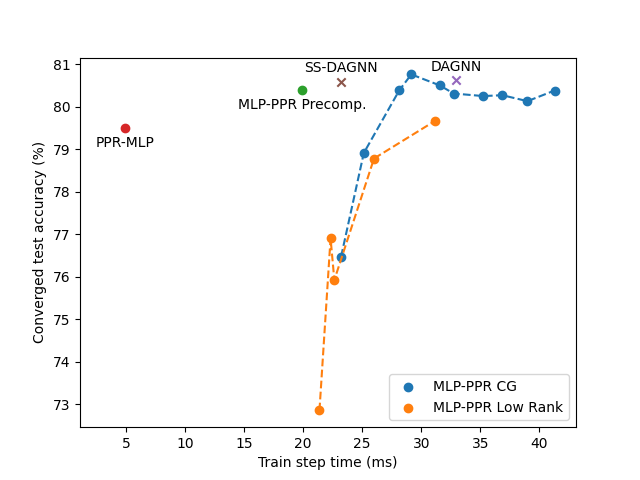 81
80
79
78
77
76
75
74
73
Converged test accuracy (%)
SS-DAGNN
DAGNN
MLP-PPR Precomp.
PPR-MLP
MLP-PPR CG
MLP-PPR Low Rank
5
10
15
20
25
30
35
40
Train step time (ms)